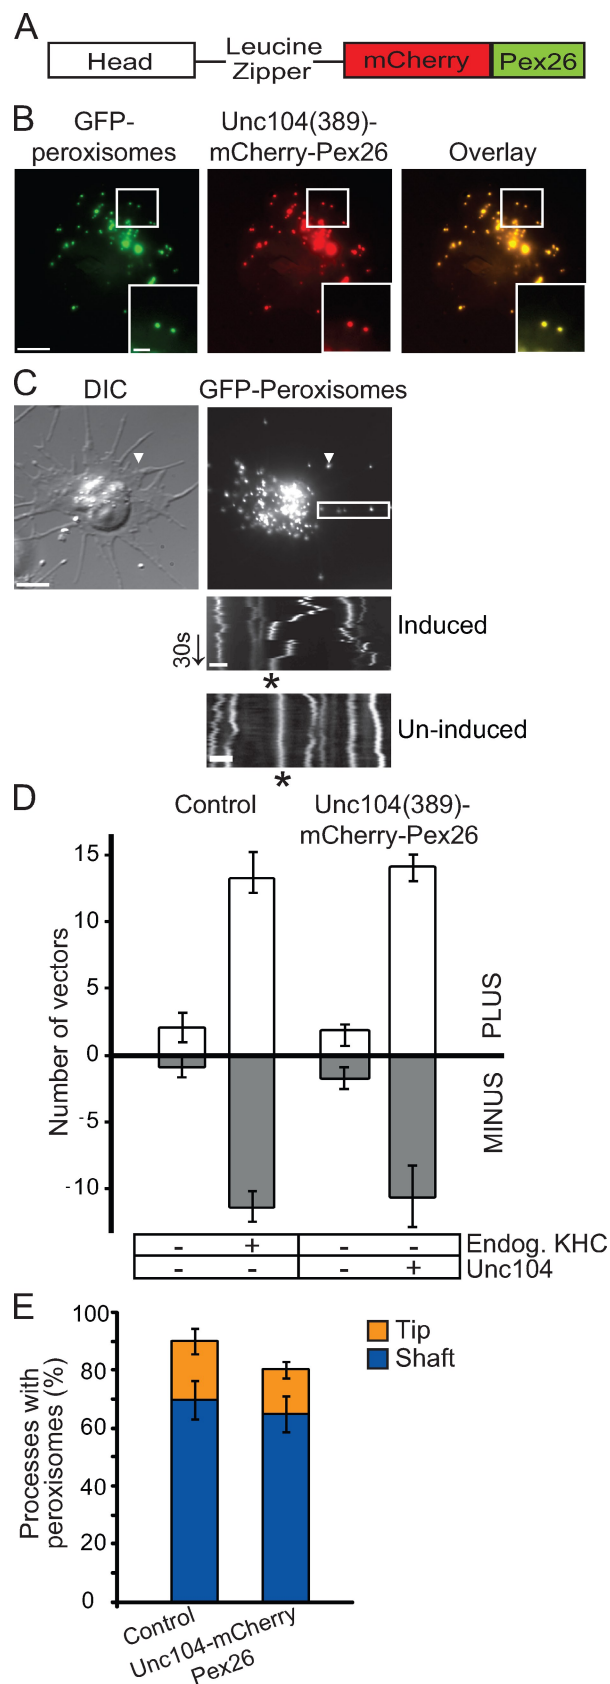 A
Head
Leucine
Zipper
mCherry
Pex26
B
GFP-
peroxisomes
Unc104(389)-
mCherry-Pex26
Overlay
C
DIC
GFP-Peroxisomes
Induced
30s
*
Un-induced
*
D
Control
Unc104(389)-
mCherry-Pex26
15
10
5
0
-5
-10
Number of vectors
PLUS
MINUS
- + - - Endog. KHC
- - - + Unc104
E
100
80
60
40
20
0
Processes with
peroxisomes (%)
Tip
Shaft
Control
Unc104-mCherry
Pex26